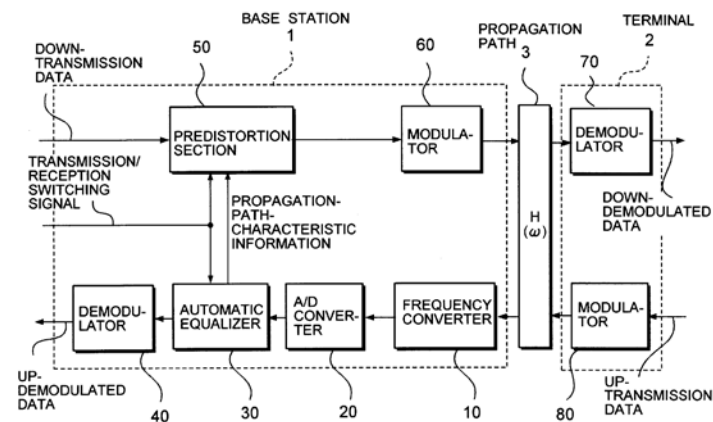 BASE STATION
1
PROPAGATION
PATH
3
TERMINAL
2
DOWN-
TRANSMISSION
DATA
50
60
70
PREDISTORTION
SECTION
MODULA-
TOR
DEMODU-
LATOR
TRANSMISSION/
RECEPTION
SWITCHING
SIGNAL
PROPAGATION-
PATH-
CHARACTERISTIC
INFORMATION
H
(ω)
DOWN-
DEMODULATED
DATA
DEMODU-
LATOR
AUTOMATIC
EQUALIZER
A/D
CONVER-
TER
FREQUENCY
CONVERTER
MODULA-
TOR
UP-
DEMODULATED
DATA
40
30
20
10
80
UP-
TRANSMISSION
DATA